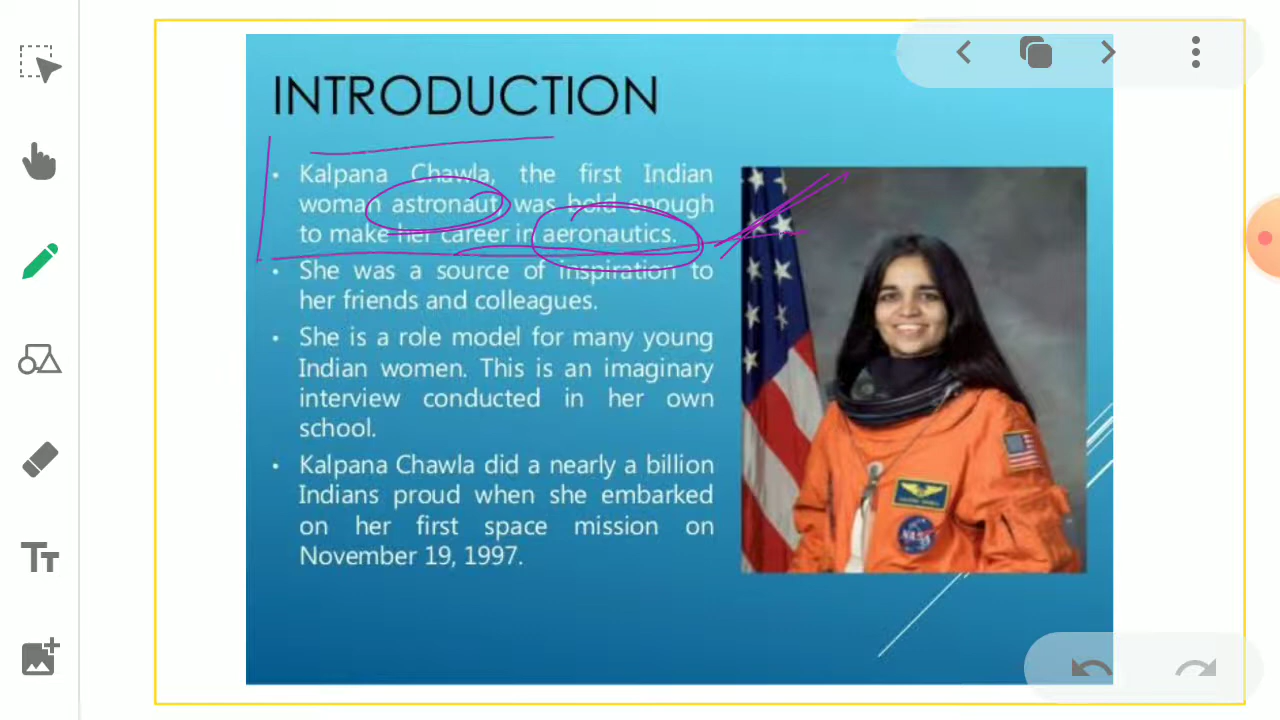 INTRODUCTION
• Kalpana Chawla, the first Indian
woman astronaut, was bold enough
to make her career in aeronautics.
• She was a source of inspiration to
her friends and colleagues.
• She is a role model for many young
Indian women. This is an imaginary
interview conducted in her own
school.
• Kalpana Chawla did a nearly a billion
Indians proud when she embarked
on her first space mission on
November 19, 1997.
NASA
TT